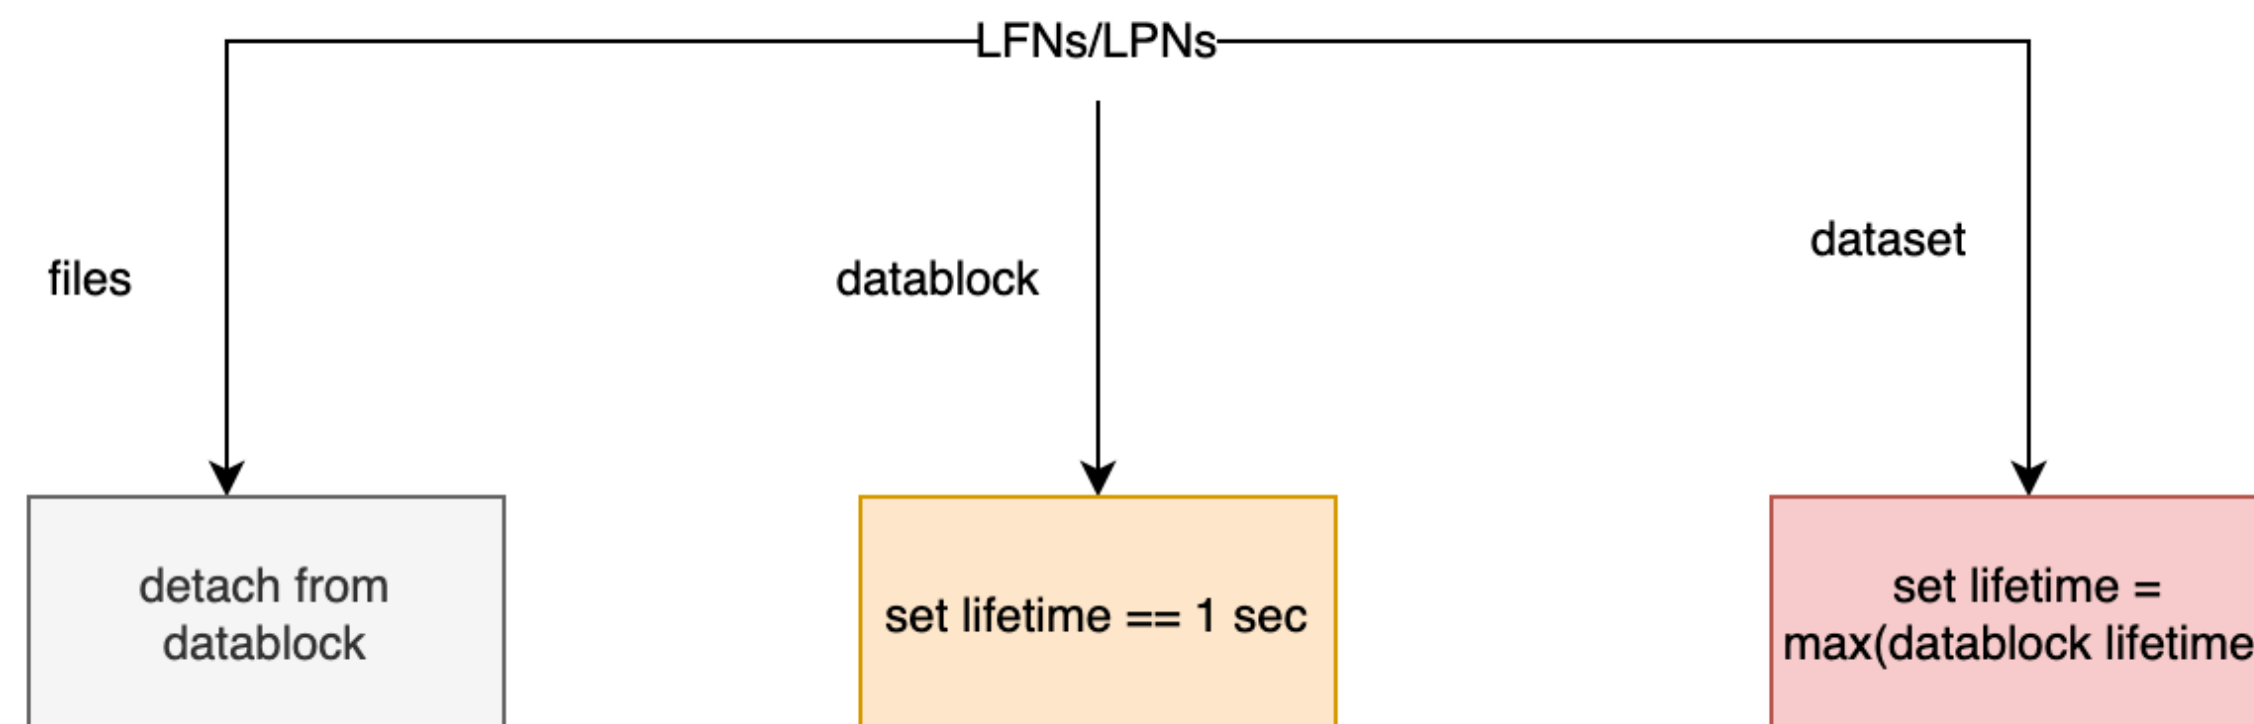 LFNs/LPNs
files
datablock
dataset
detach from
datablock
set lifetime == 1 sec
set lifetime =
max(datablock lifetime